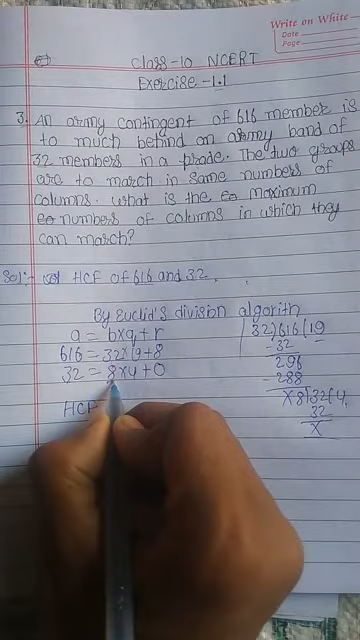 Write on White
Date
Page
Class-10 NCERT
Exercise-1.1
3. An army contingent of 616 member is
to much behind on army band of
32 members in a prade. The two groups
are to march in same numbers of
columns. what is the maximum
numbers of columns in which they
can march?
Sol:- HCF of 616 and 32.
By Euclid's division algorith
a = bxq+r
616 = 32x19+8
32 = 8x4+0
HCF
32)616(19
-32
296
-288
x8)32(4
32
x